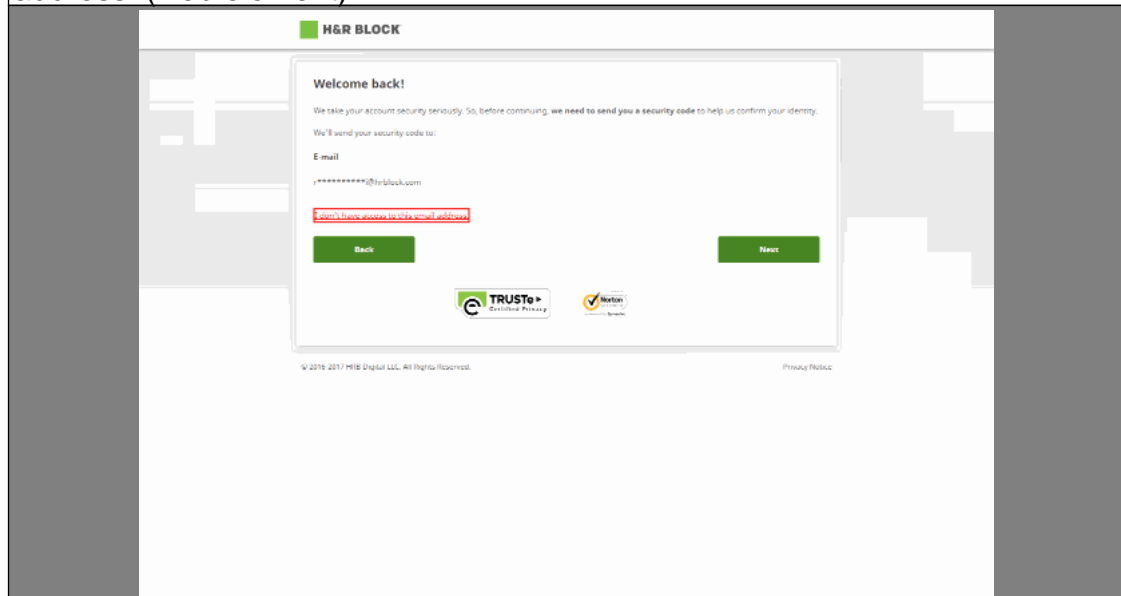 H&R BLOCK
Welcome back!
We take your account security seriously. So, before continuing, we need to send you a security code to help us confirm your identity.
We'll send your security code to:
E-mail
r**********i@hrblock.com
I don't have access to this email address.
Back Next
TRUSTe Norton
Certified Privacy
© 2016-2017 HRB Digital LLC. All Rights Reserved. Privacy Notice